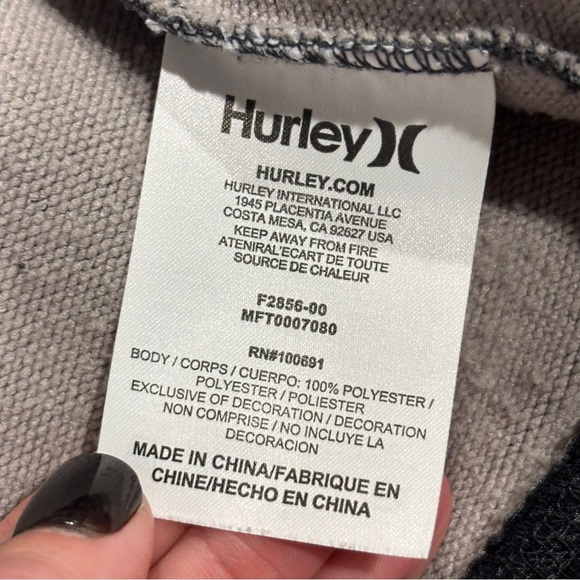 Hurley
HURLEY.COM
HURLEY INTERNATIONAL LLC
1945 PLACENTIA AVENUE
COSTA MESA, CA 92627 USA
KEEP AWAY FROM FIRE
ATENIRAL'ECART DE TOUTE
SOURCE DE CHALEUR
F2856-00
MFT0007080
RN#100691
BODY / CORPS / CUERPO: 100% POLYESTER /
POLYESTER / POLIESTER
EXCLUSIVE OF DECORATION / DECORATION
NON COMPRISE / NO INCLUYE LA
DECORACION
MADE IN CHINA/FABRIQUE EN
CHINE/HECHO EN CHINA